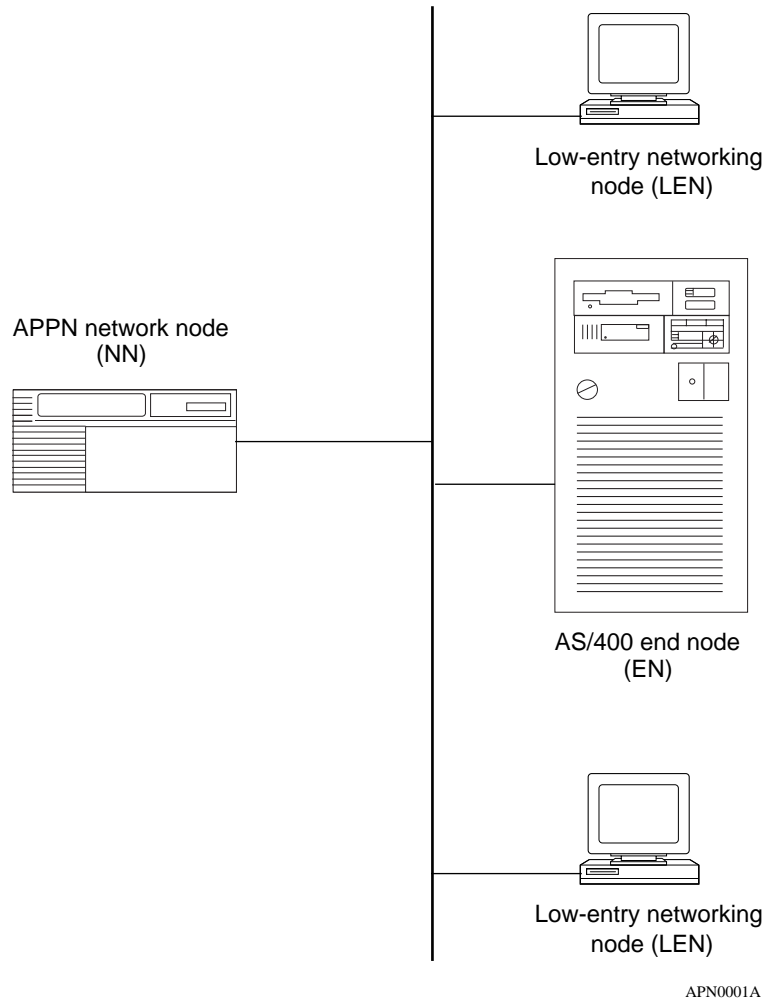 Low-entry networking
node (LEN)
APPN network node
(NN)
AS/400 end node
(EN)
Low-entry networking
node (LEN)
APN0001A